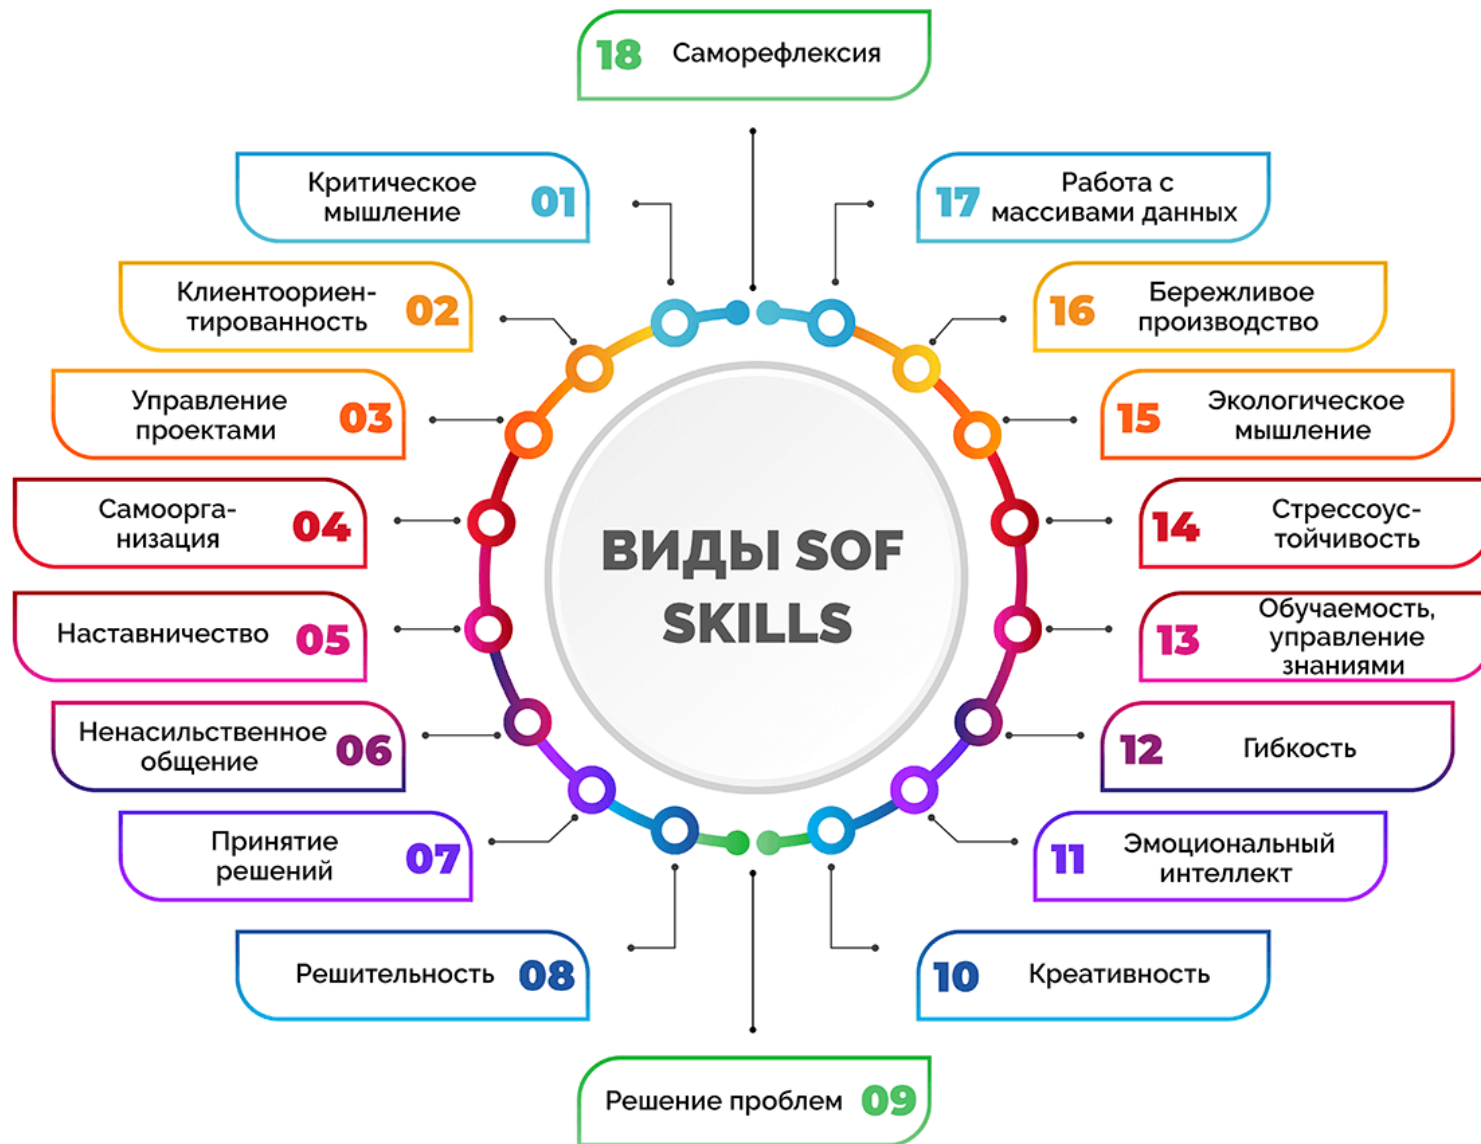 18 Саморефлексия
Критическое
мышление 01
17 Работа с
массивами данных
Клиентоориен-
тированность 02
16 Бережливое
производство
Управление
проектами 03
15 Экологическое
мышление
Самоорга-
низация 04
14 Стрессоус-
тойчивость
ВИДЫ SOF
SKILLS
Наставничество 05
13 Обучаемость,
управление
знаниями
Ненасильственное
общение 06
12 Гибкость
Принятие
решений 07
11 Эмоциональный
интеллект
Решительность 08
10 Креативность
Решение проблем 09